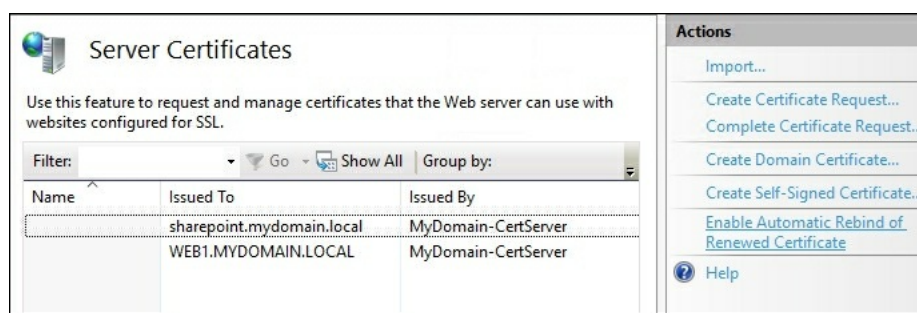 Server Certificates
Use this feature to request and manage certificates that the Web server can use with
websites configured for SSL.
Filter: Go Show All Group by:
Name Issued To Issued By
sharepoint.mydomain.local MyDomain-CertServer
WEB1.MYDOMAIN.LOCAL MyDomain-CertServer
Actions
Import...
Create Certificate Request...
Complete Certificate Request..
Create Domain Certificate...
Create Self-Signed Certificate..
Enable Automatic Rebind of
Renewed Certificate
Help